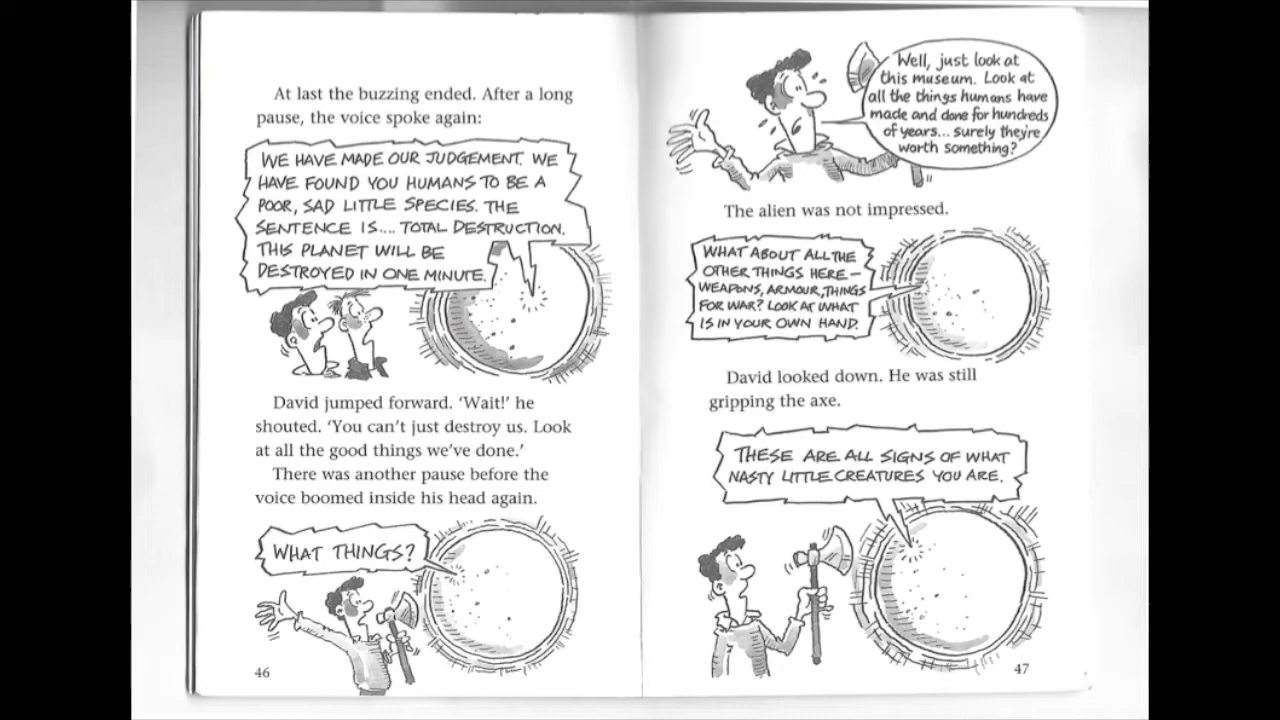 At last the buzzing ended. After a long
pause, the voice spoke again:
WE HAVE MADE OUR JUDGEMENT. WE
HAVE FOUND YOU HUMANS TO BE A
POOR, SAD LITTLE SPECIES. THE
SENTENCE IS.... TOTAL DESTRUCTION.
THIS PLANET WILL BE
DESTROYED IN ONE MINUTE.
David jumped forward. ‘Wait!’ he
shouted. ‘You can’t just destroy us. Look
at all the good things we’ve done.’
There was another pause before the
voice boomed inside his head again.
WHAT THINGS?
46
Well, just look at
this museum. Look at
all the things humans have
made and done for hundreds
of years... surely they're
worth something?
The alien was not impressed.
WHAT ABOUT ALL THE
OTHER THINGS HERE –
WEAPONS, ARMOUR, THINGS
FOR WAR? LOOK AT WHAT
IS IN YOUR OWN HAND.
David looked down. He was still
gripping the axe.
THESE ARE ALL SIGNS OF WHAT
NASTY LITTLE CREATURES YOU ARE.
47